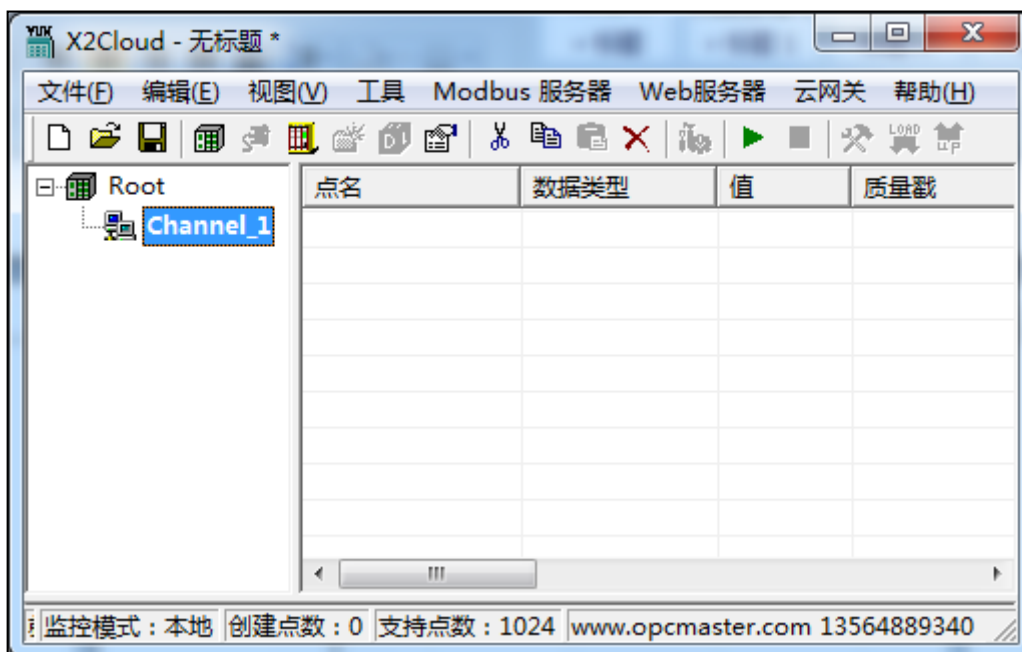 X2Cloud - 无标题 *
文件(F) 编辑(E) 视图(V) 工具 Modbus 服务器 Web服务器 云网关 帮助(H)
Root
Channel_1
点名 数据类型 值 质量戳
监控模式：本地 创建点数：0 支持点数：1024 www.opcmaster.com 13564889340